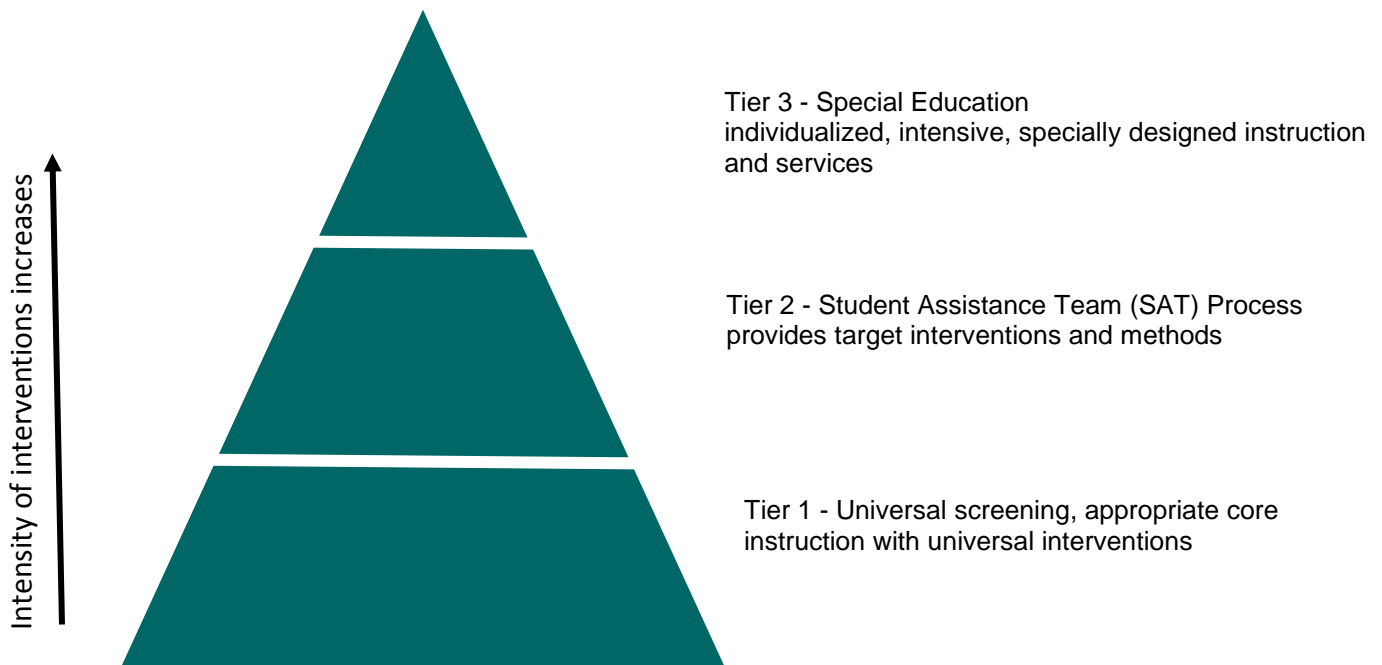 Tier 3 - Special Education
individualized, intensive, specially designed instruction
and services
Intensity of interventions increases
Tier 2 - Student Assistance Team (SAT) Process
provides target interventions and methods
Tier 1 - Universal screening, appropriate core
instruction with universal interventions